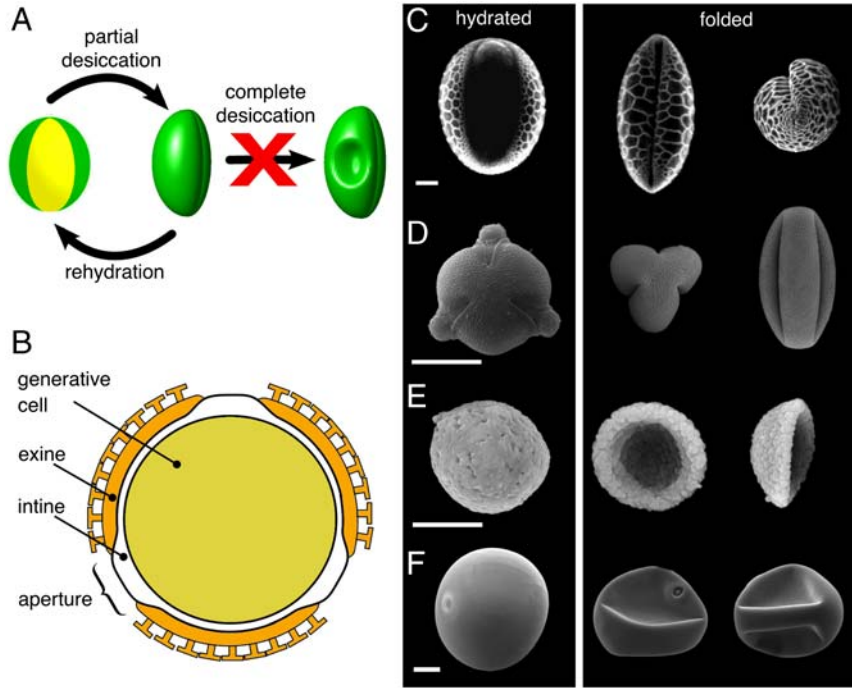 A
partial
desiccation
complete
desiccation
rehydration
B
generative
cell
exine
intine
aperture
C
hydrated
folded
D
E
F